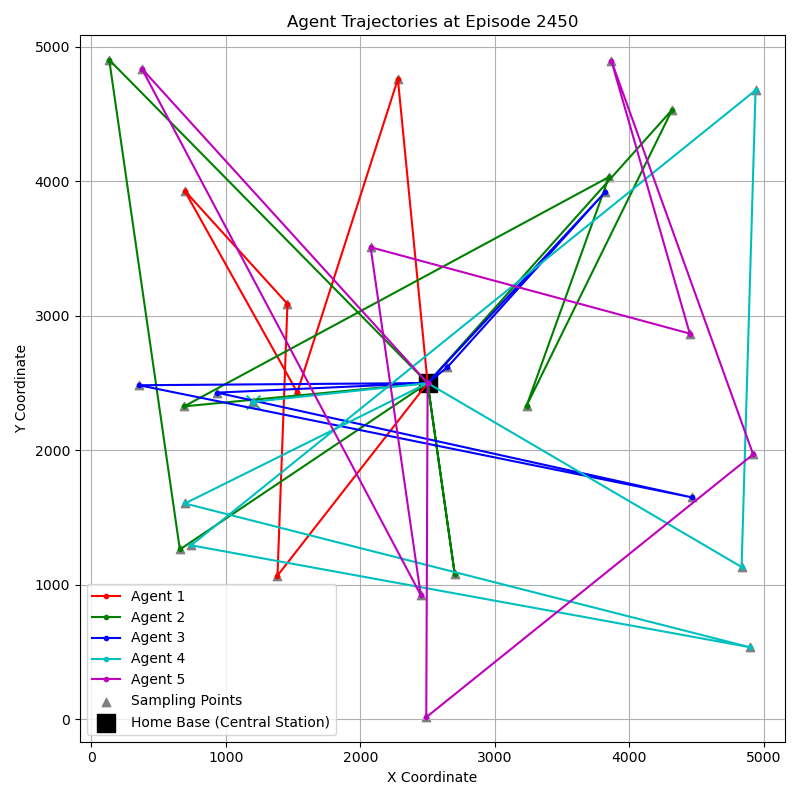 Agent Trajectories at Episode 2450
5000
4000
3000
2000
1000
0
Y Coordinate
Agent 1
Agent 2
Agent 3
Agent 4
Agent 5
Sampling Points
Home Base (Central Station)
0 1000 2000 3000 4000 5000
X Coordinate